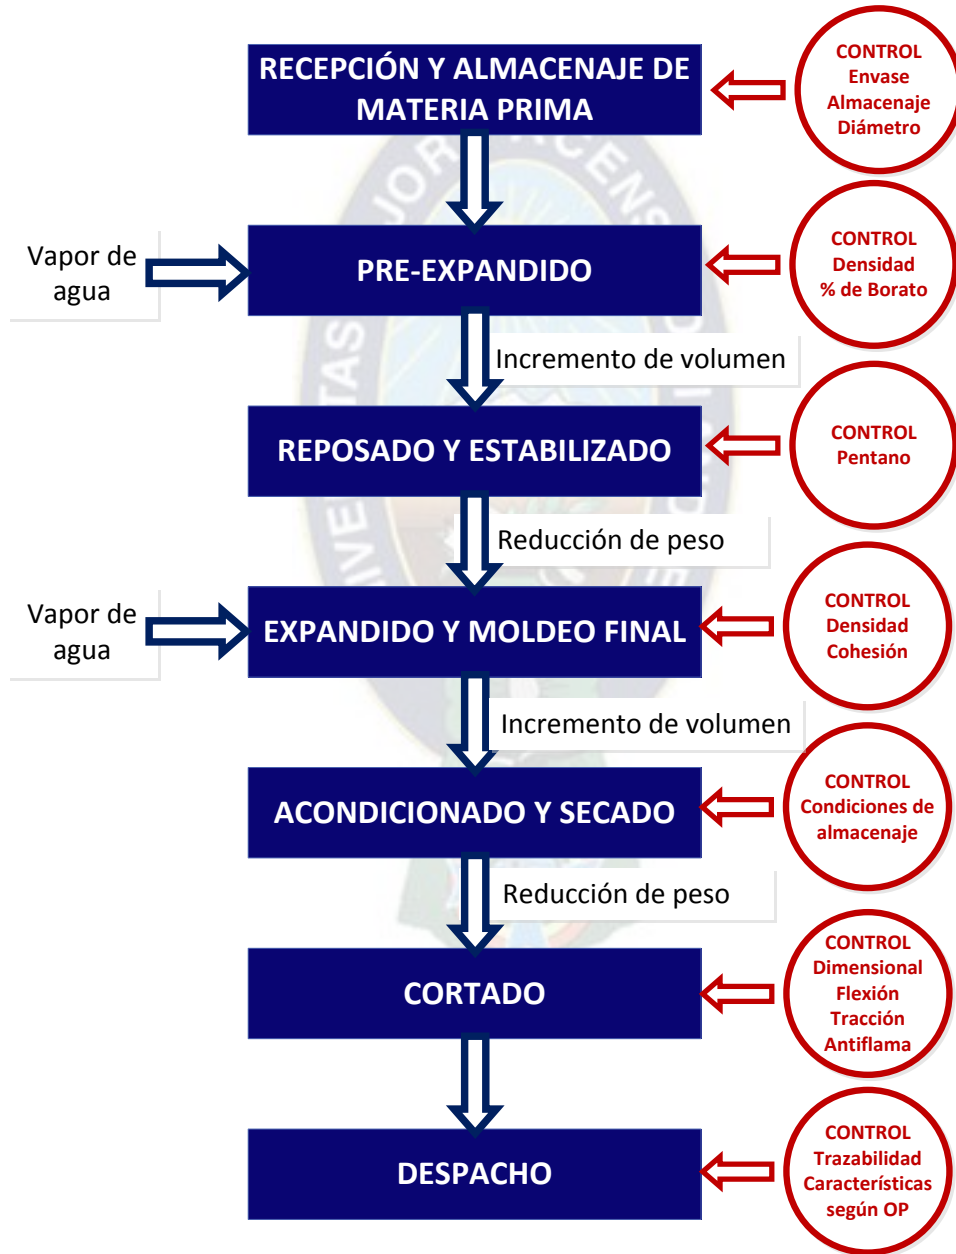 RECEPCIÓN Y ALMACENAJE DE
MATERIA PRIMA
CONTROL
Envase
Almacenaje
Diámetro
Vapor de
agua
PRE-EXPANDIDO
CONTROL
Densidad
% de Borato
Incremento de volumen
REPOSADO Y ESTABILIZADO
CONTROL
Pentano
Reducción de peso
Vapor de
agua
EXPANDIDO Y MOLDEO FINAL
CONTROL
Densidad
Cohesión
Incremento de volumen
ACONDICIONADO Y SECADO
CONTROL
Condiciones de
almacenaje
Reducción de peso
CORTADO
CONTROL
Dimensional
Flexión
Tracción
Antiflama
DESPACHO
CONTROL
Trazabilidad
Características
según OP